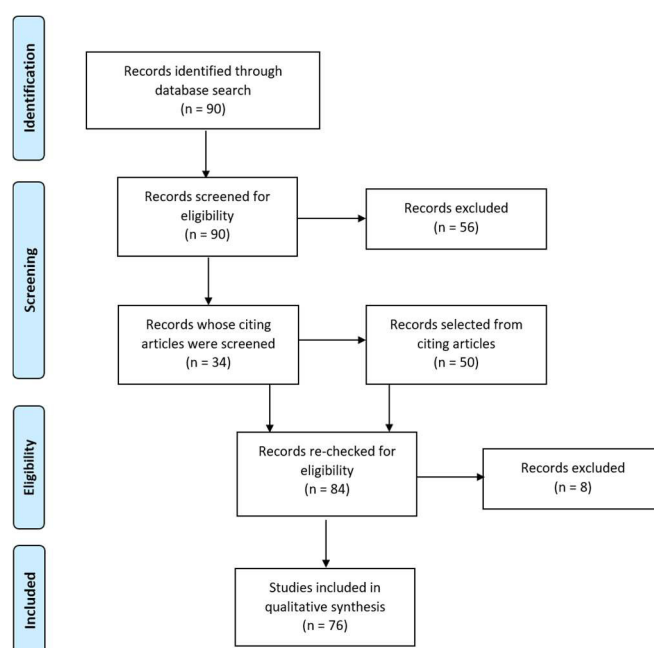 Identification
Records identified through
database search
(n = 90)
Screening
Records screened for
eligibility
(n = 90)
Records excluded
(n = 56)
Records whose citing
articles were screened
(n = 34)
Records selected from
citing articles
(n = 50)
Eligibility
Records re-checked for
eligibility
(n = 84)
Records excluded
(n = 8)
Included
Studies included in
qualitative synthesis
(n = 76)